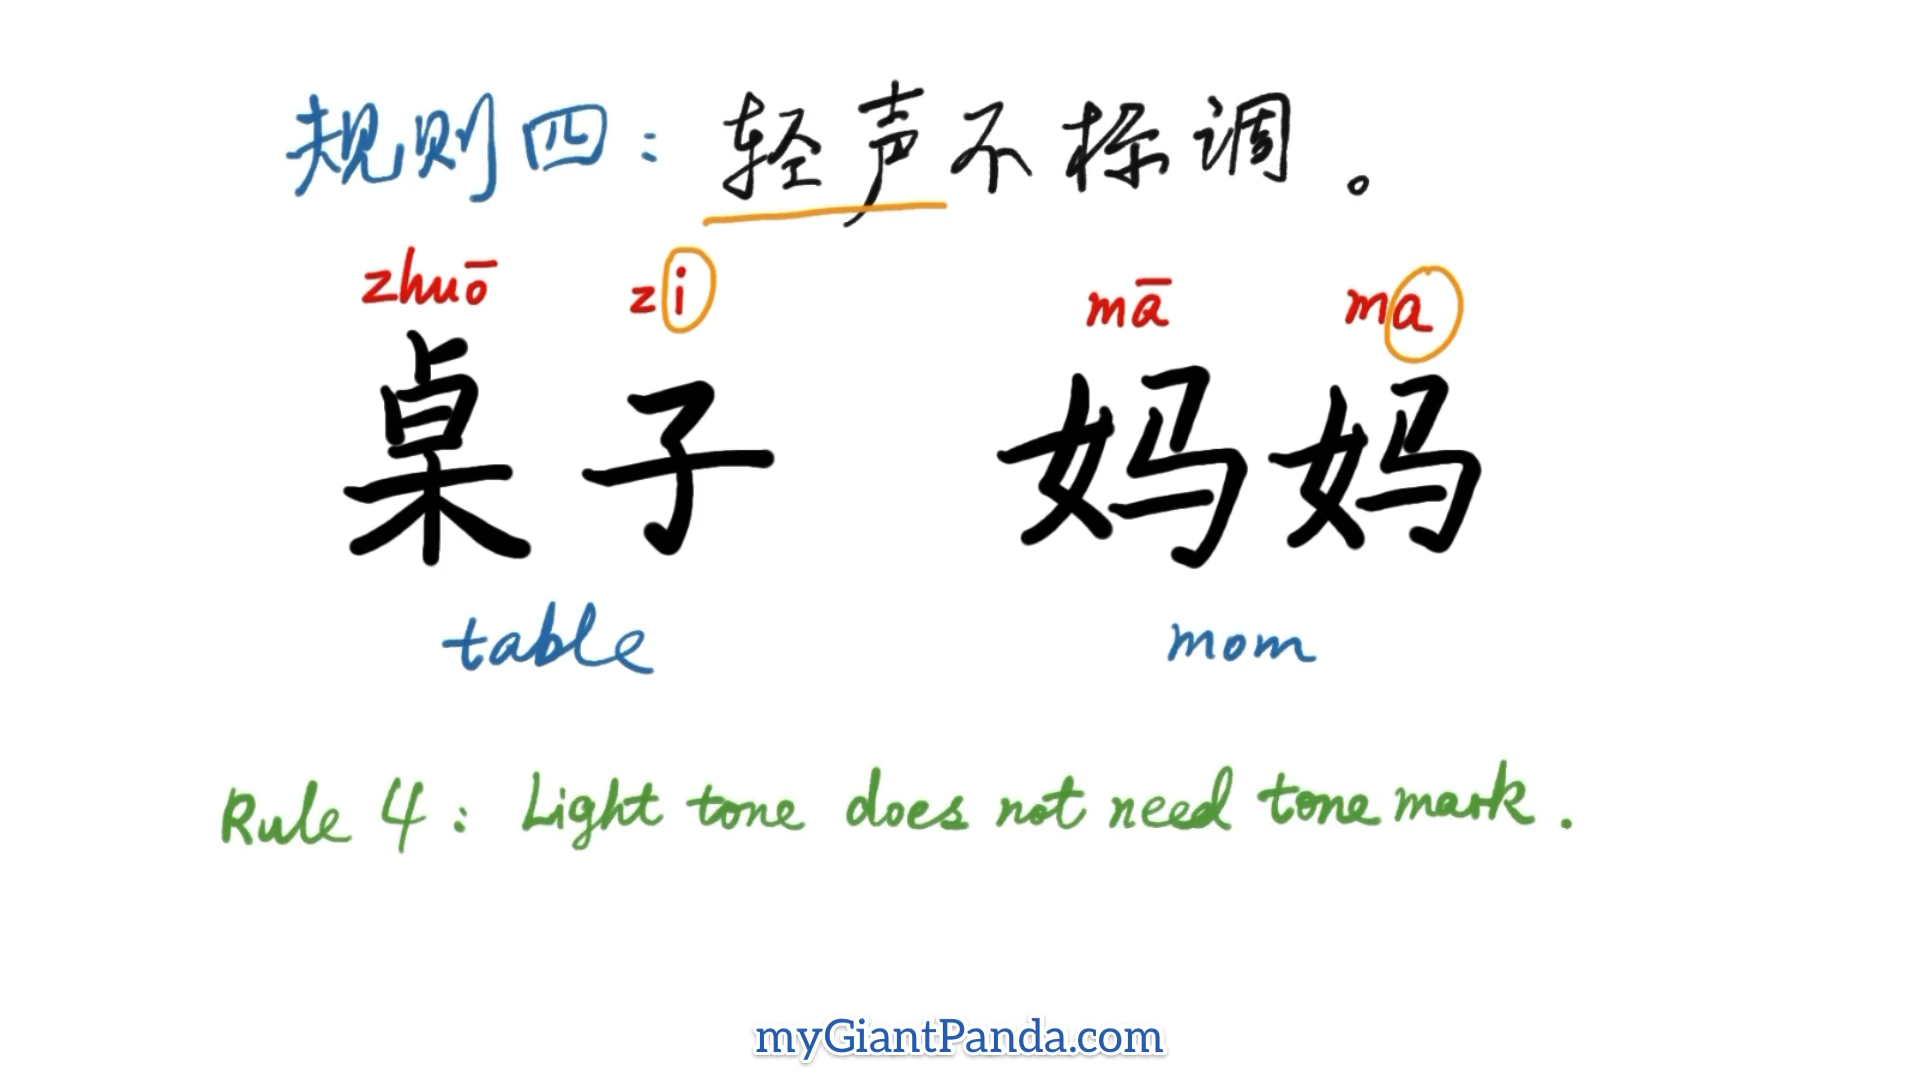 规则四：轻声不标调。
zhuō zi mā ma
桌子 妈妈
table mom
Rule 4: Light tone does not need tone mark.
myGiantPanda.com